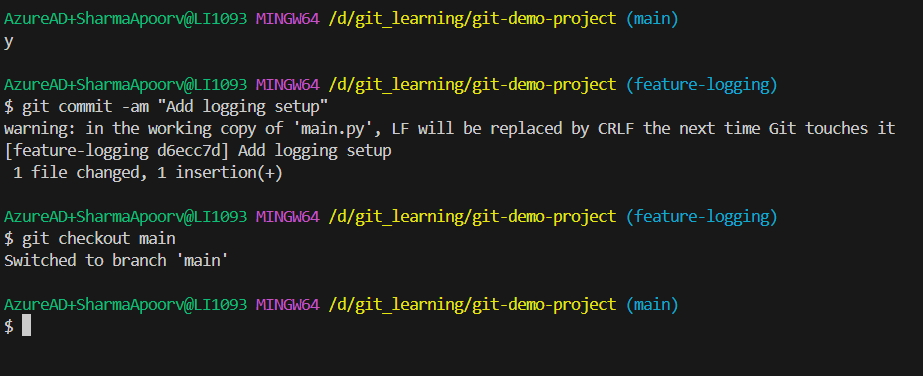 AzureAD+SharmaApoorv@LI1093 MINGW64 /d/git_learning/git-demo-project (main)
y
AzureAD+SharmaApoorv@LI1093 MINGW64 /d/git_learning/git-demo-project (feature-logging)
$ git commit -am "Add logging setup"
warning: in the working copy of 'main.py', LF will be replaced by CRLF the next time Git touches it
[feature-logging d6ecc7d] Add logging setup
 1 file changed, 1 insertion(+)
AzureAD+SharmaApoorv@LI1093 MINGW64 /d/git_learning/git-demo-project (feature-logging)
$ git checkout main
Switched to branch 'main'
AzureAD+SharmaApoorv@LI1093 MINGW64 /d/git_learning/git-demo-project (main)
$